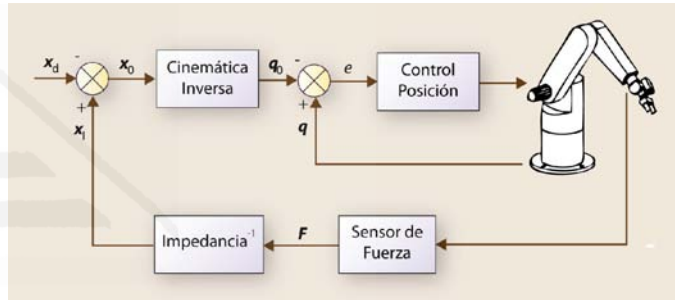 x_d
-
x_0
Cinemática
Inversa
q_0
-
e
Control
Posición
+
x_I
+
q
Impedancia⁻¹
F
Sensor de
Fuerza